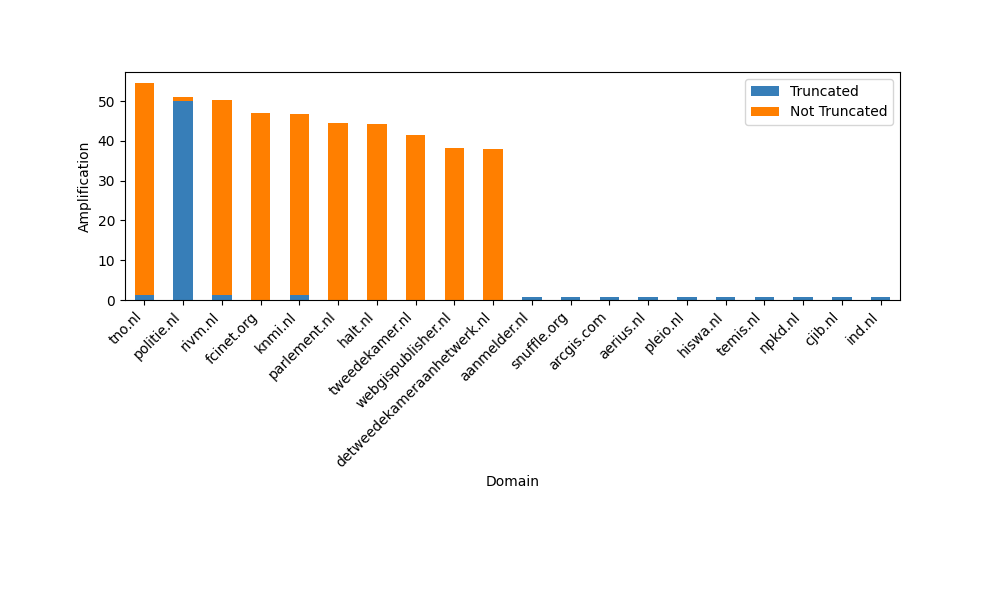 Truncated
Not Truncated
Amplification
50
40
30
20
10
0
tno.nl
politie.nl
rivm.nl
fcinet.org
knmi.nl
parlement.nl
halt.nl
tweedekamer.nl
webgispublisher.nl
detweedekameraanhetwerk.nl
aanmelder.nl
snuffle.org
arcgis.com
aerius.nl
pleio.nl
hiswa.nl
temis.nl
npkd.nl
cjib.nl
ind.nl
Domain